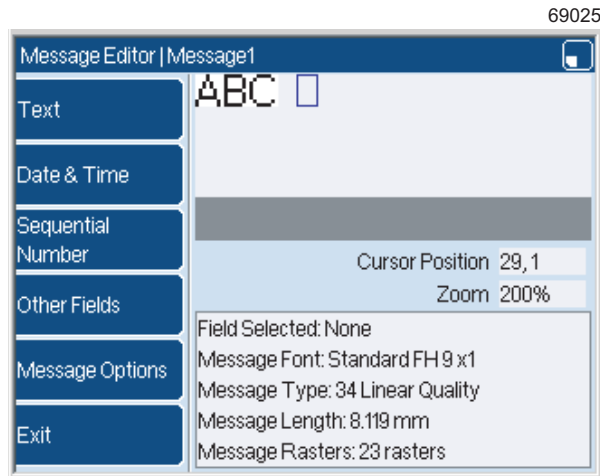 69025
Message Editor | Message1
ABC
Text
Date & Time
Sequential
Number
Cursor Position 29,1
Zoom 200%
Other Fields
Message Options
Exit
Field Selected: None
Message Font: Standard FH 9 x1
Message Type: 34 Linear Quality
Message Length: 8.119 mm
Message Rasters: 23 rasters